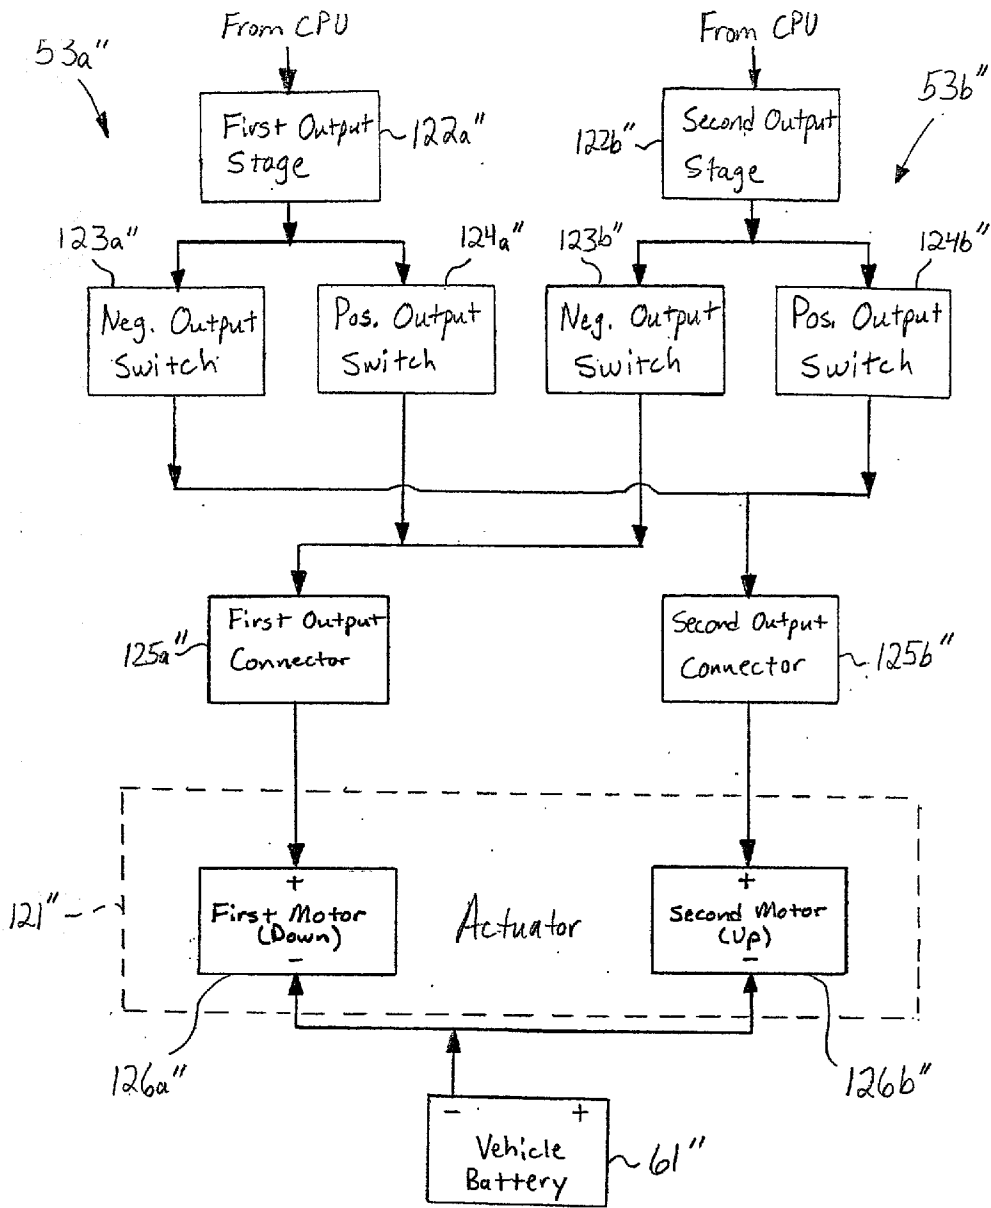 From CPU
From CPU
53a"
53b"
First Output
Stage
122a"
122b"
Second Output
Stage
123a"
124a"
123b"
124b"
Neg. Output
Switch
Pos. Output
Switch
Neg. Output
Switch
Pos. Output
Switch
First Output
Connector
125a"
Second Output
Connector
125b"
121"
+
First Motor
(Down)
-
Actuator
+
Second Motor
(Up)
-
126a"
126b"
- +
Vehicle
Battery
61"